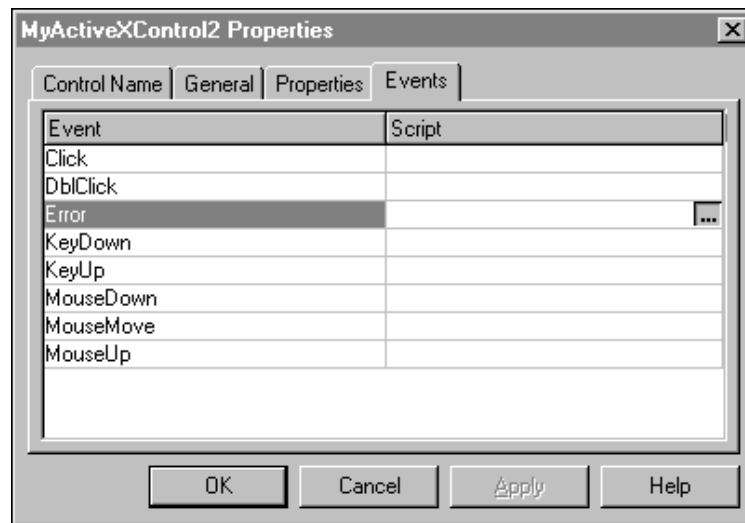 MyActiveXControl2 Properties
Control Name General Properties Events
Event Script
Click
DblClick
Error ...
KeyDown
KeyUp
MouseDown
MouseMove
MouseUp
OK Cancel Apply Help